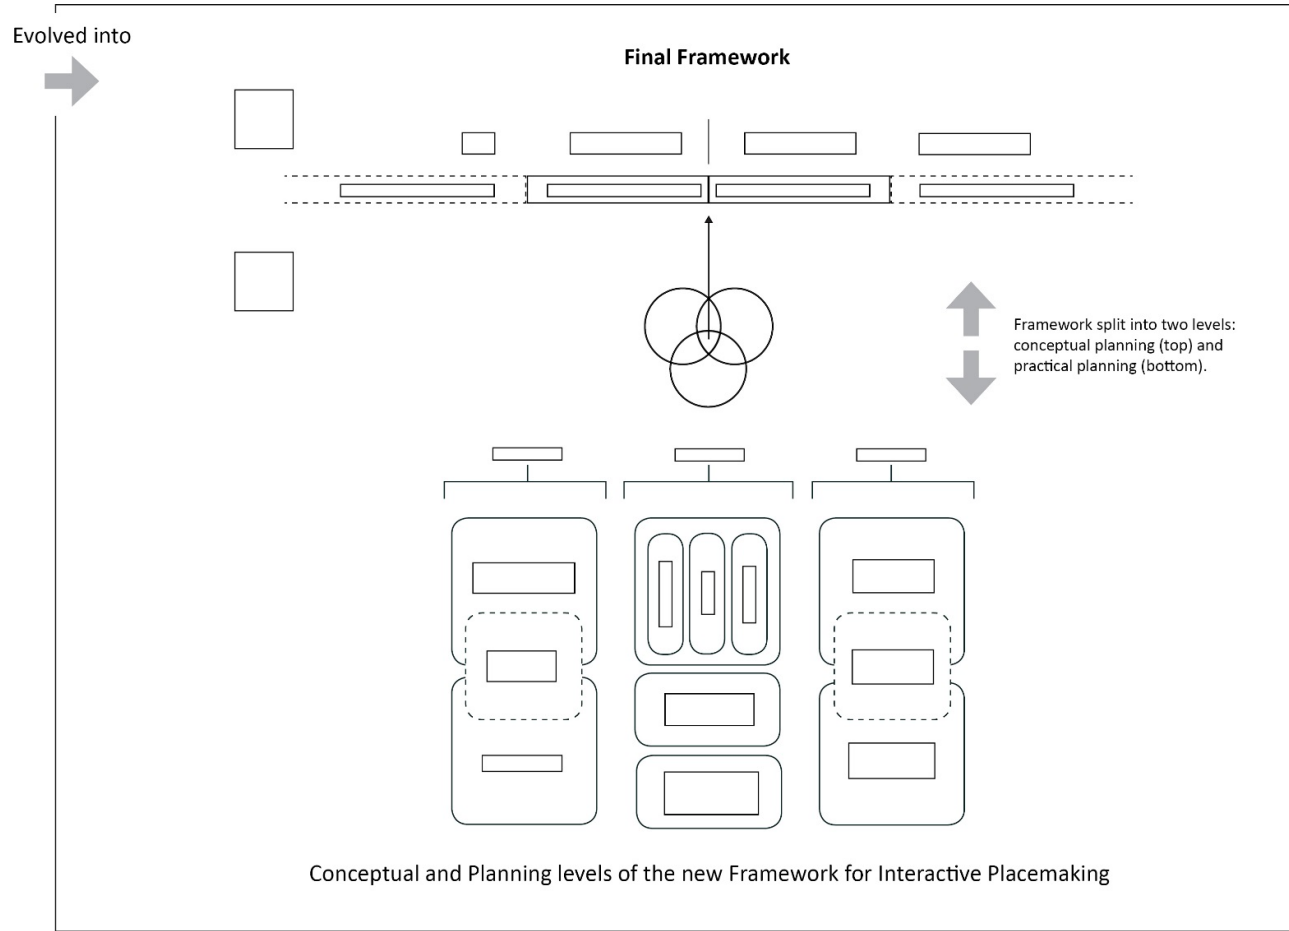 Evolved into
Final Framework
Framework split into two levels:
conceptual planning (top) and
practical planning (bottom).
Conceptual and Planning levels of the new Framework for Interactive Placemaking